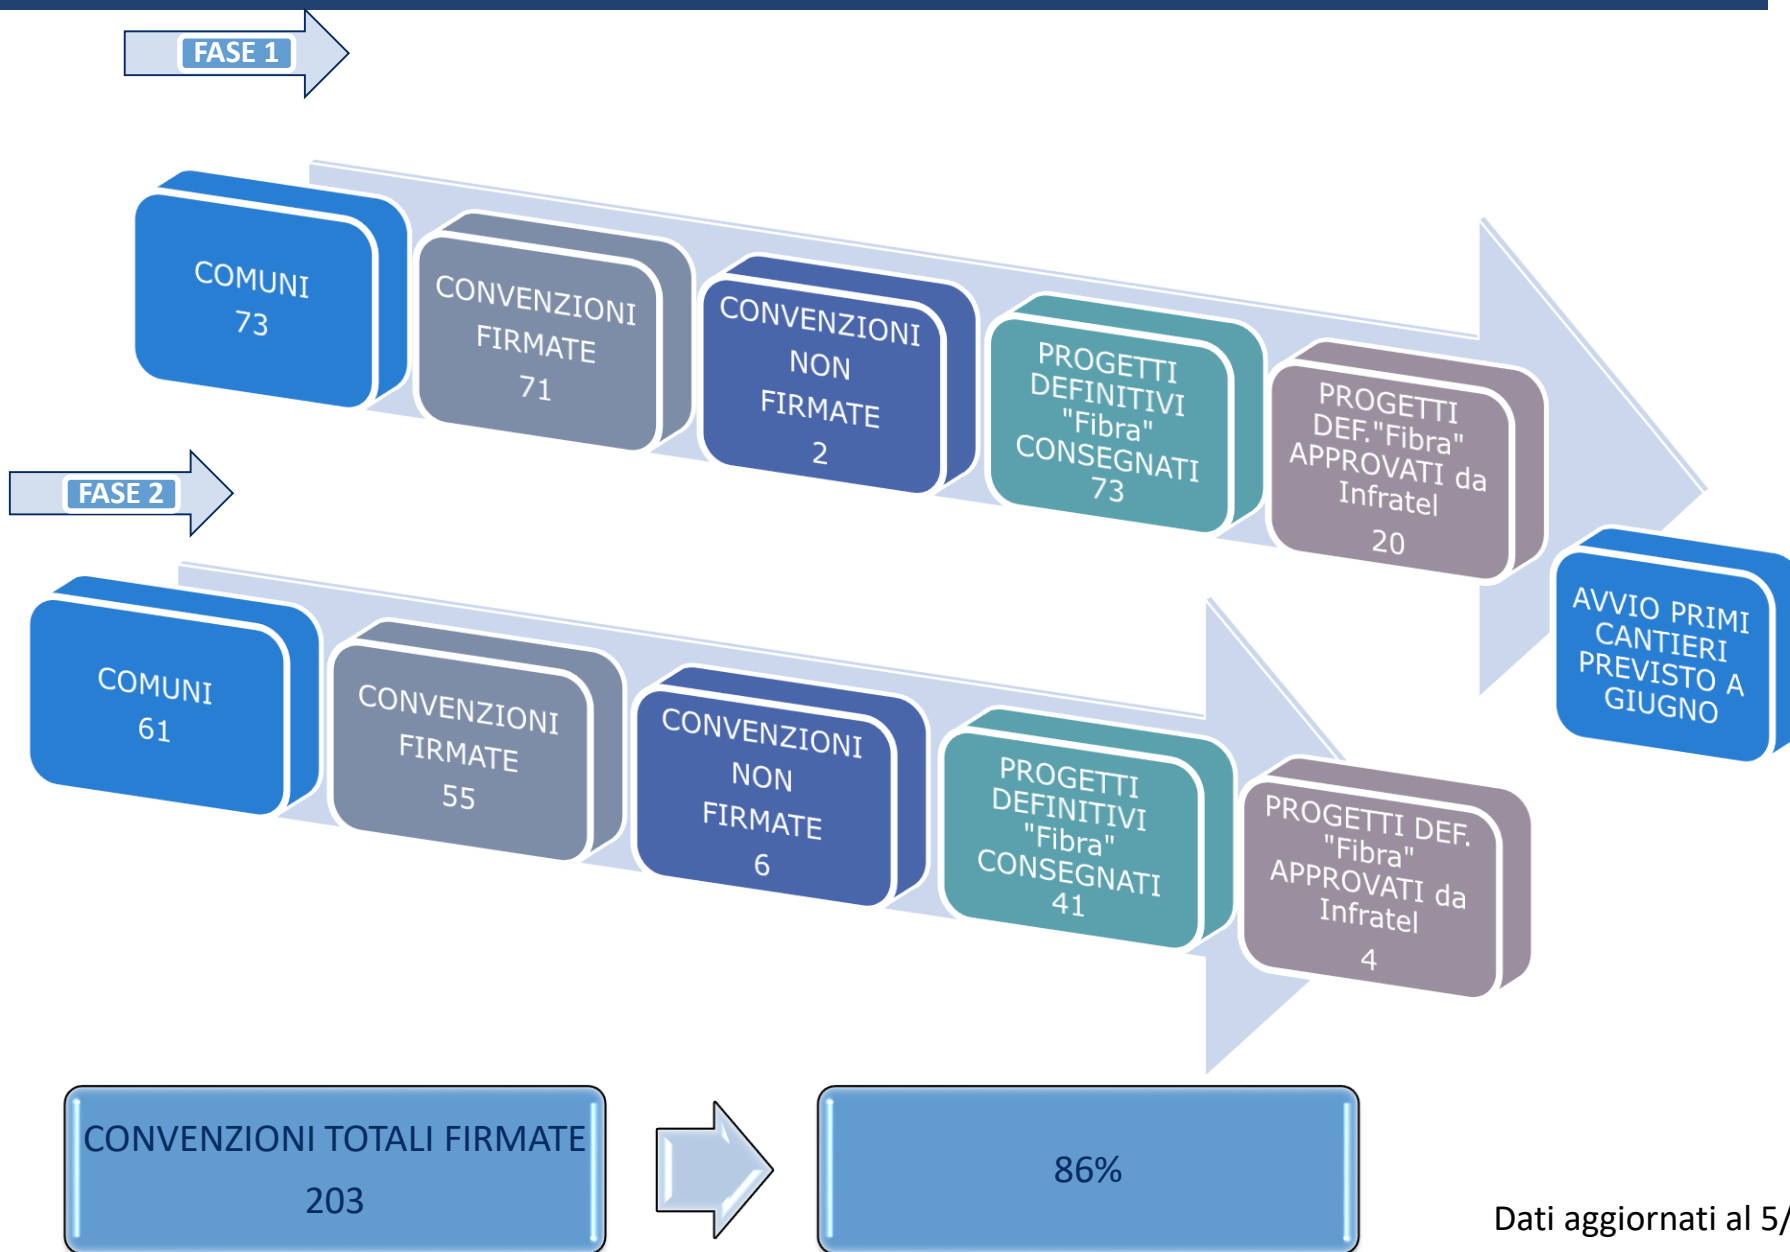 FASE 1
COMUNI
73
CONVENZIONI
FIRMATE
71
CONVENZIONI
NON
FIRMATE
2
PROGETTI
DEFINITIVI
"Fibra"
CONSEGNATI
73
PROGETTI
DEF."Fibra"
APPROVATI da
Infratel
20
AVVIO PRIMI
CANTIERI
PREVISTO A
GIUGNO
FASE 2
COMUNI
61
CONVENZIONI
FIRMATE
55
CONVENZIONI
NON
FIRMATE
6
PROGETTI
DEFINITIVI
"Fibra"
CONSEGNATI
41
PROGETTI DEF.
"Fibra"
APPROVATI da
Infratel
4
CONVENZIONI TOTALI FIRMATE
203
86%
Dati aggiornati al 5/